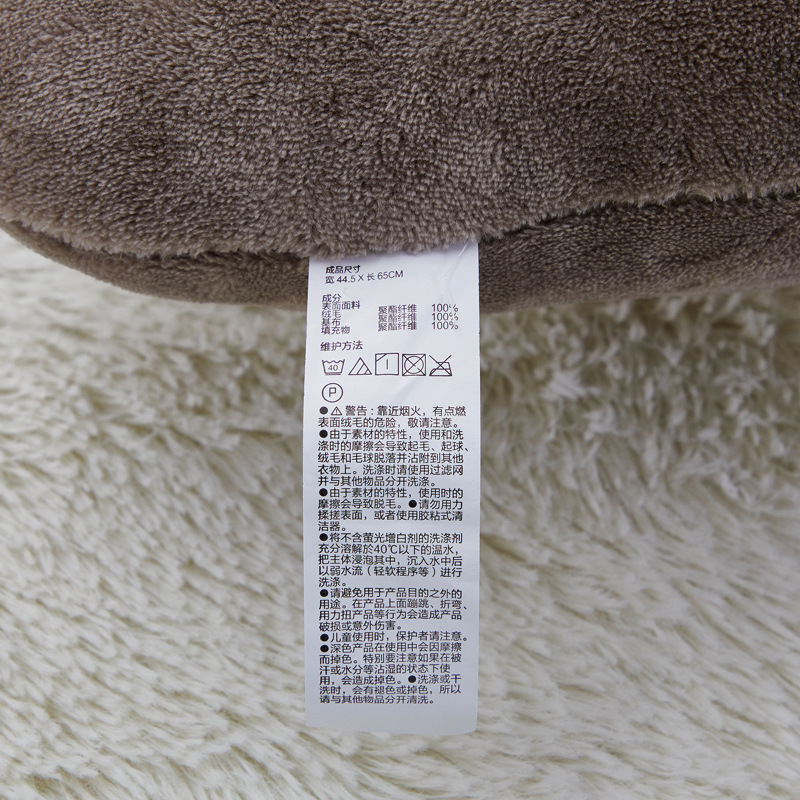 成品尺寸
宽 44.5 X 长 65CM
成分
表面面料 聚酯纤维 100%
绒毛 聚酯纤维 100%
基布
填充物 聚酯纤维 100%
维护方法
40
P
●⚠ 警告：靠近烟火，有点燃
表面绒毛的危险，敬请注意。
●由于素材的特性，使用和洗
涤时的摩擦会导致起毛、起球、
绒毛和毛球脱落并沾附到其他
衣物上。洗涤时请使用过滤网
并与其他物品分开洗涤。
●由于素材的特性，使用时的
摩擦会导致脱毛。●请勿用力
揉搓表面，或者使用胶粘式清
洁器。
●将不含萤光增白剂的洗涤剂
充分溶解於40℃以下的温水，
把主体浸泡其中，沉入水中后
以弱水流（轻软程序等）进行
洗涤。
●请避免用于产品目的之外的
用途。在产品上面蹦跳、折弯、
用力扭产品等行为会造成产品
破损或意外伤害。
●儿童使用时，保护者请注意。
●深色产品在使用中会因摩擦
而掉色。特别要注意如果在被
汗或水分等沾湿的状态下使
用，会造成掉色。●洗涤或干
洗时，会有褪色或掉色，所以
请与其他物品分开清洗。